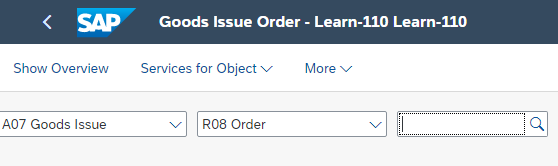 SAP Goods Issue Order - Learn-110 Learn-110
Show Overview Services for Object More
A07 Goods Issue R08 Order